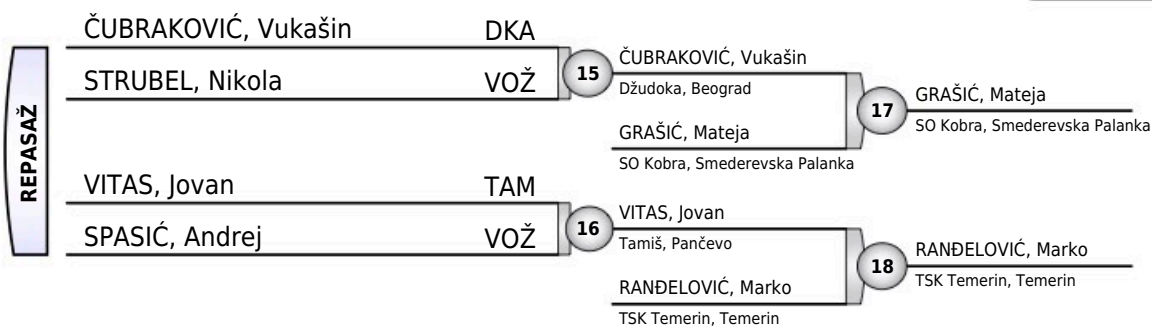 REPASAŽ
ČUBRAKOVIĆ, Vukašin DKA
STRUBEL, Nikola VOŽ
15
ČUBRAKOVIĆ, Vukašin
Džudoka, Beograd
GRAŠIĆ, Mateja
SO Kobra, Smederevska Palanka
17
GRAŠIĆ, Mateja
SO Kobra, Smederevska Palanka
VITAS, Jovan TAM
SPASIĆ, Andrej VOŽ
16
VITAS, Jovan
Tamiš, Pančevo
RANĐELOVIĆ, Marko
TSK Temerin, Temerin
18
RANĐELOVIĆ, Marko
TSK Temerin, Temerin